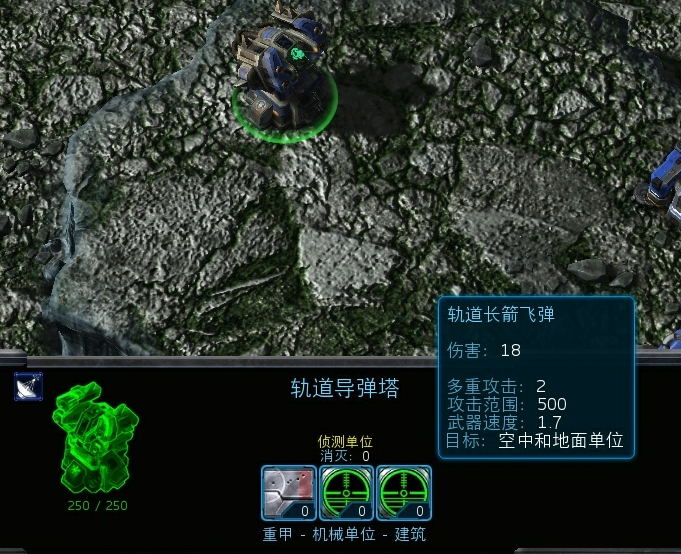 轨道长箭飞弹
伤害: 18
多重攻击: 2
攻击范围: 500
武器速度: 1.7
目标: 空中和地面单位
轨道导弹塔
侦测单位
消灭: 0
0 0 0
250 / 250
重甲 - 机械单位 - 建筑